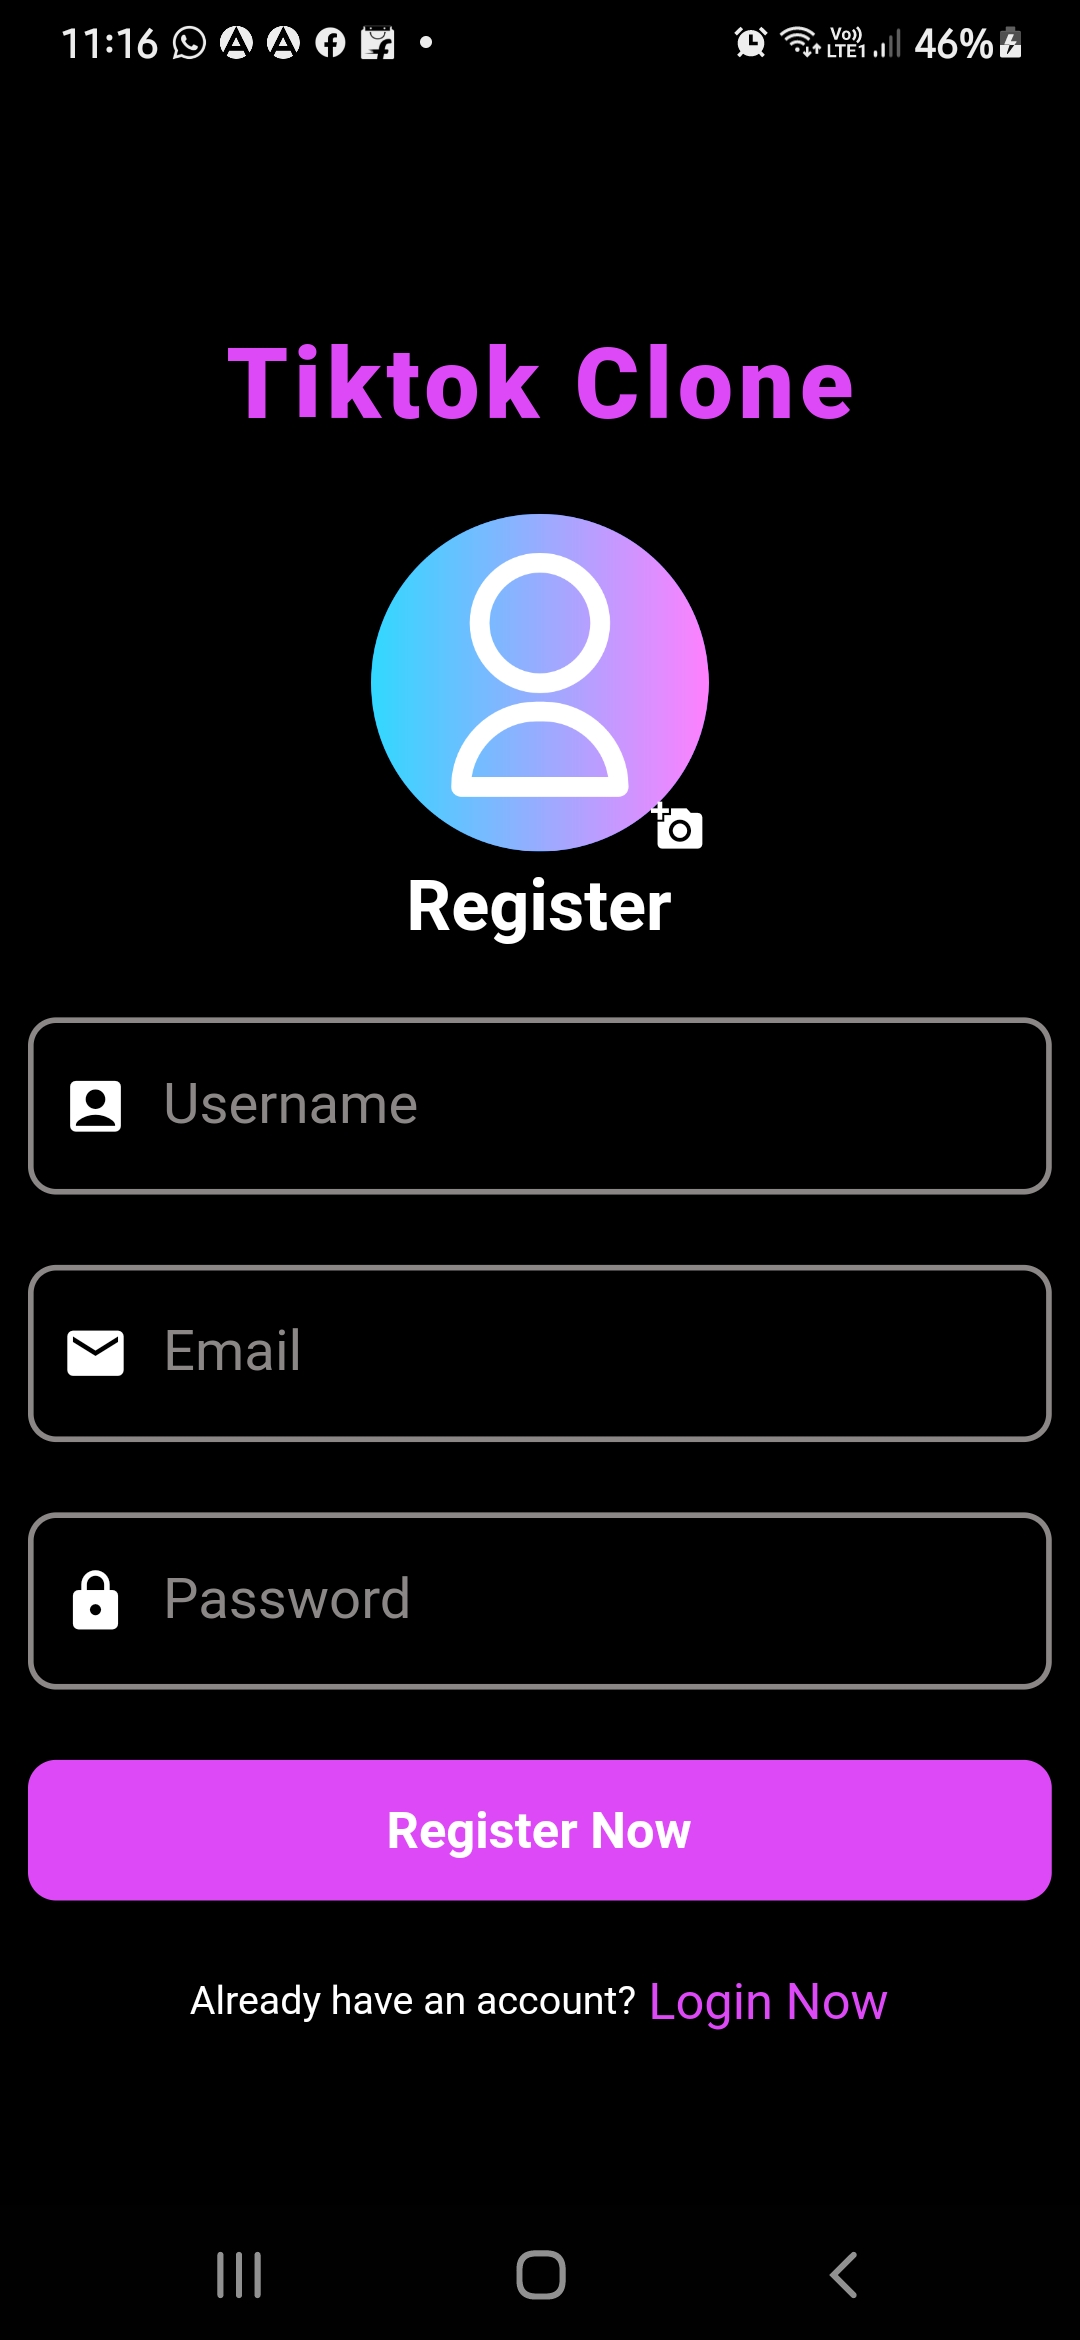 11:16 Vo)) LTE1 46%
Tiktok Clone
Register
Username
Email
Password
Register Now
Already have an account? Login Now